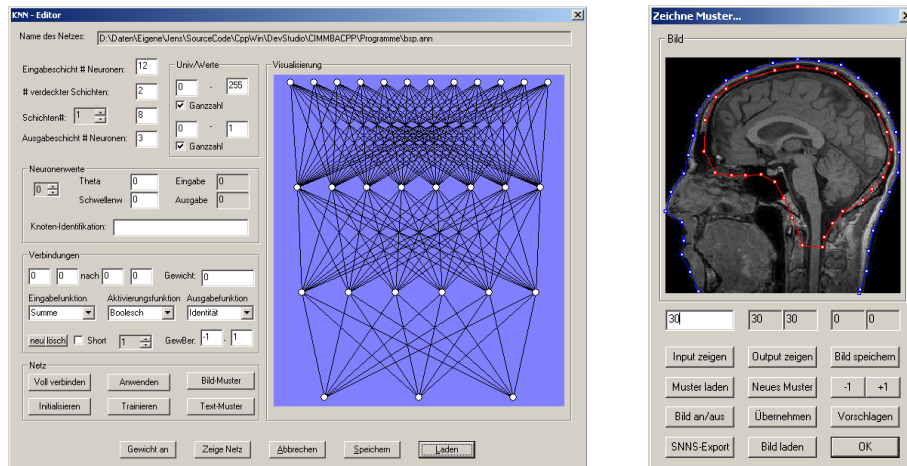 KNN - Editor
Name des Netzes: D:\Daten\Eigene\Jens\SourceCode\CppWin\DevStudio\CIMMBACPP\Programme\bsp.ann
Eingabeschicht # Neuronen: 12
# verdeckter Schichten: 2
Schichten#: 1 8
Ausgabeschicht # Neuronen: 3
Univ/Werte
0 - 255
Ganzzahl
0 - 1
Ganzzahl
Neuronenwerte
0 Theta 0 Eingabe 0
Schwellenw 0 Ausgabe 0
Knoten-Identifikation:
Verbindungen
0 0 nach 0 0 Gewicht: 0
Eingabefunktion Aktivierungsfunktion Ausgabefunktion
Summe Boolesch Identität
neu lösch Short 1 GewBer: -1 - 1
Netz
Voll verbinden Anwenden Bild-Muster
Initialisieren Trainieren Text-Muster
Visualisierung
Gewicht an Zeige Netz Abbrechen Speichern Laden
Zeichne Muster...
Bild
30 30 30 0 0
Input zeigen Output zeigen Bild speichern
Muster laden Neues Muster -1 +1
Bild an/aus Übernehmen Vorschlagen
SNNS-Export Bild laden OK